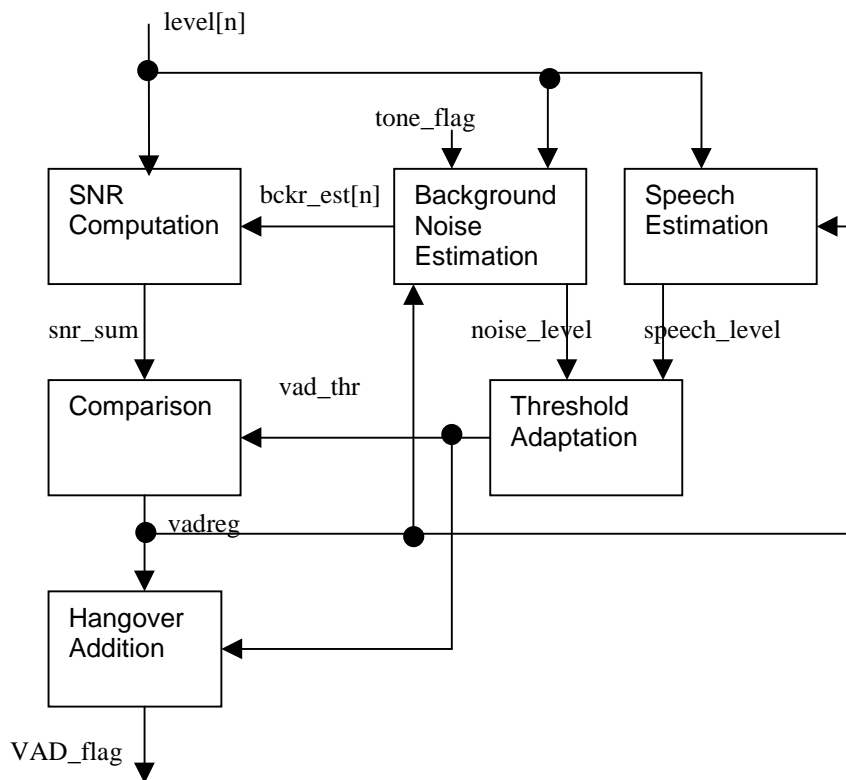 level[n]
tone_flag
SNR
Computation
bckr_est[n]
Background
Noise
Estimation
Speech
Estimation
snr_sum
noise_level
speech_level
Comparison
vad_thr
Threshold
Adaptation
vadreg
Hangover
Addition
VAD_flag